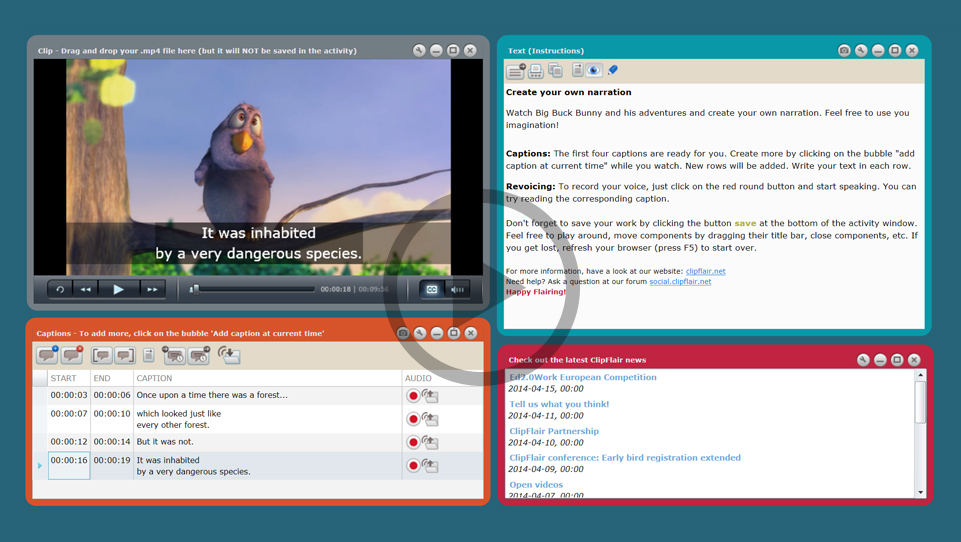 Clip - Drag and drop your .mp4 file here (but it will NOT be saved in the activity)
It was inhabited
by a very dangerous species.
00:00:18 | 00:09:56
CC
Captions - To add more, click on the bubble 'Add caption at current time'
START END CAPTION AUDIO
00:00:03 00:00:06 Once upon a time there was a forest...
00:00:07 00:00:10 which looked just like
every other forest.
00:00:12 00:00:14 But it was not.
00:00:16 00:00:19 It was inhabited
by a very dangerous species.
Text (Instructions)
Create your own narration
Watch Big Buck Bunny and his adventures and create your own narration. Feel free to use you
imagination!
Captions: The first four captions are ready for you. Create more by clicking on the bubble "add
caption at current time" while you watch. New rows will be added. Write your text in each row.
Revoicing: To record your voice, just click on the red round button and start speaking. You can
try reading the corresponding caption.
Don't forget to save your work by clicking the button save at the bottom of the activity window.
Feel free to play around, move components by dragging their title bar, close components, etc. If
you get lost, refresh your browser (press F5) to start over.
For more information, have a look at our website: clipflair.net
Need help? Ask a question at our forum social.clipflair.net
Happy Flairing!
Check out the latest ClipFlair news
Ed2.0Work European Competition
2014-04-15, 00:00
Tell us what you think!
2014-04-11, 00:00
ClipFlair Partnership
2014-04-10, 00:00
ClipFlair conference: Early bird registration extended
2014-04-09, 00:00
Open videos
2014-04-07, 00:00